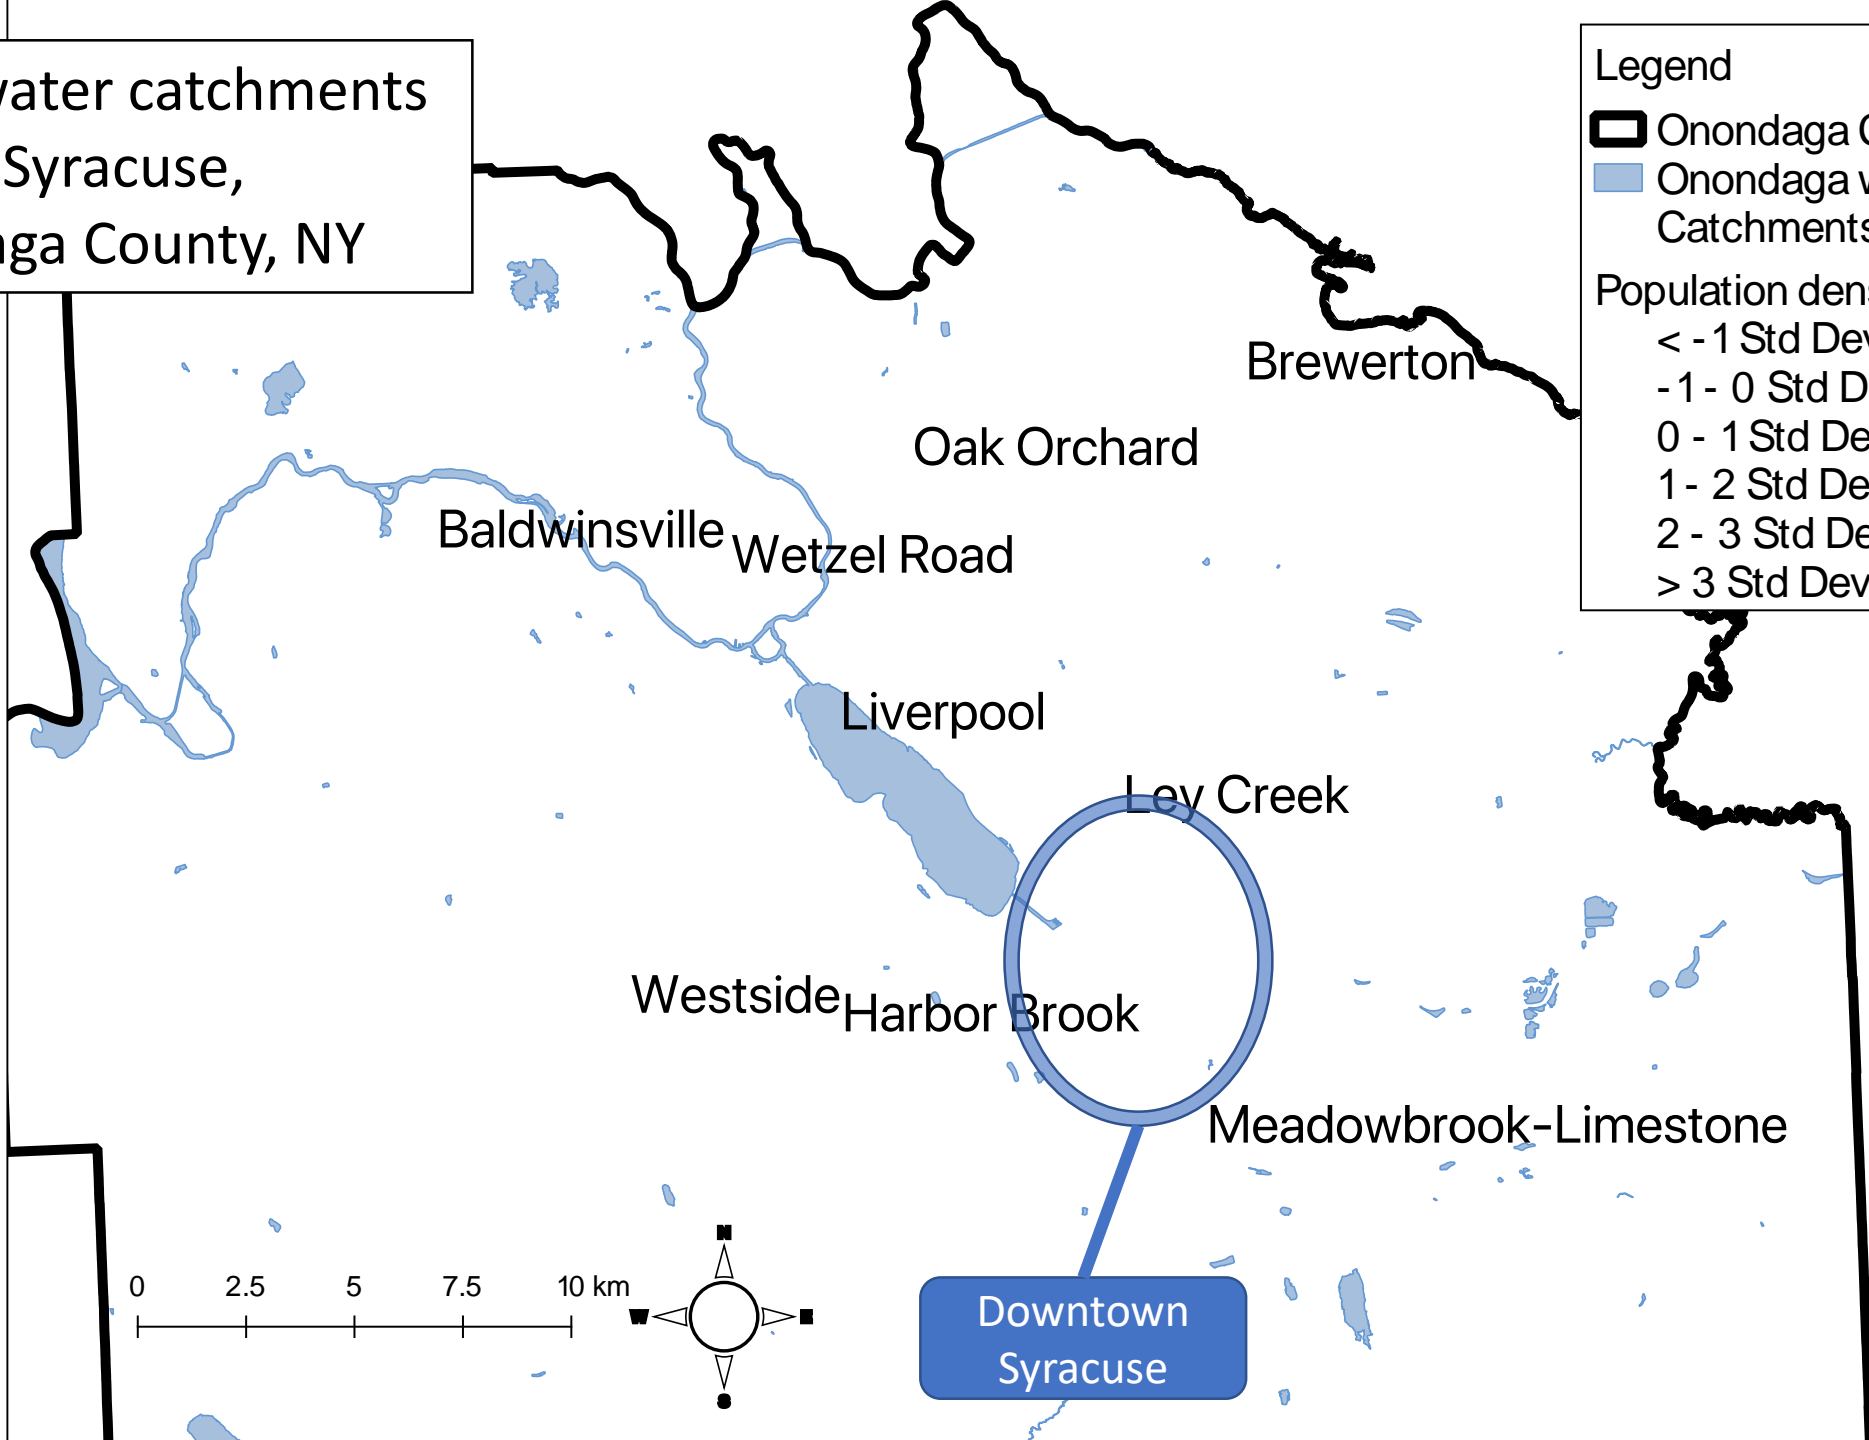 water catchments
Syracuse,
aga County, NY
Legend
Onondaga C
Onondaga w
Catchments
Population dens
< -1 Std Dev
-1 - 0 Std D
0 - 1 Std De
1 - 2 Std De
2 - 3 Std De
> 3 Std Dev
Brewerton
Oak Orchard
Baldwinsville
Wetzel Road
Liverpool
Ley Creek
Westside
Harbor Brook
Meadowbrook-Limestone
0 2.5 5 7.5 10 km
N
W E
S
Downtown
Syracuse